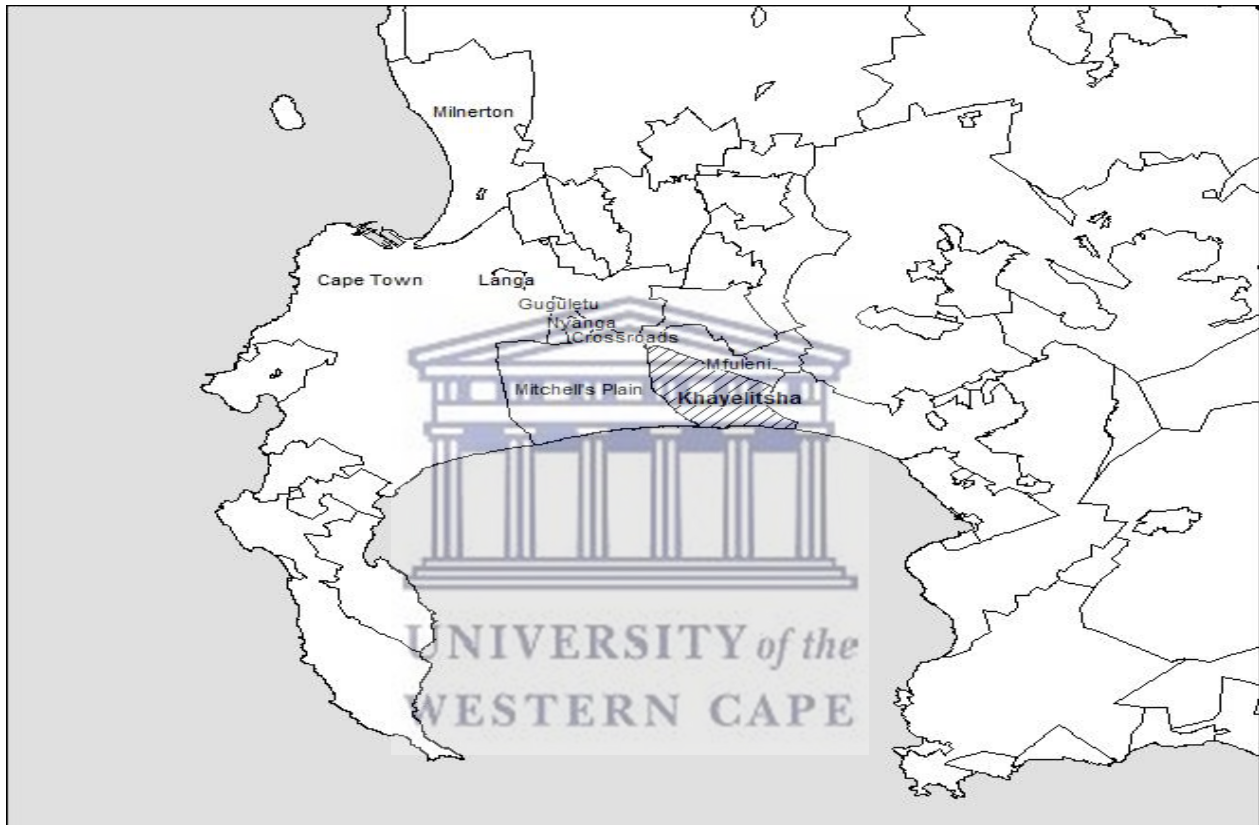 Milnerton
Cape Town
Langa
Guguletu
Nyanga
Crossroads
Mfuleni
Mitchell's Plain
Khayelitsha
UNIVERSITY of the
WESTERN CAPE